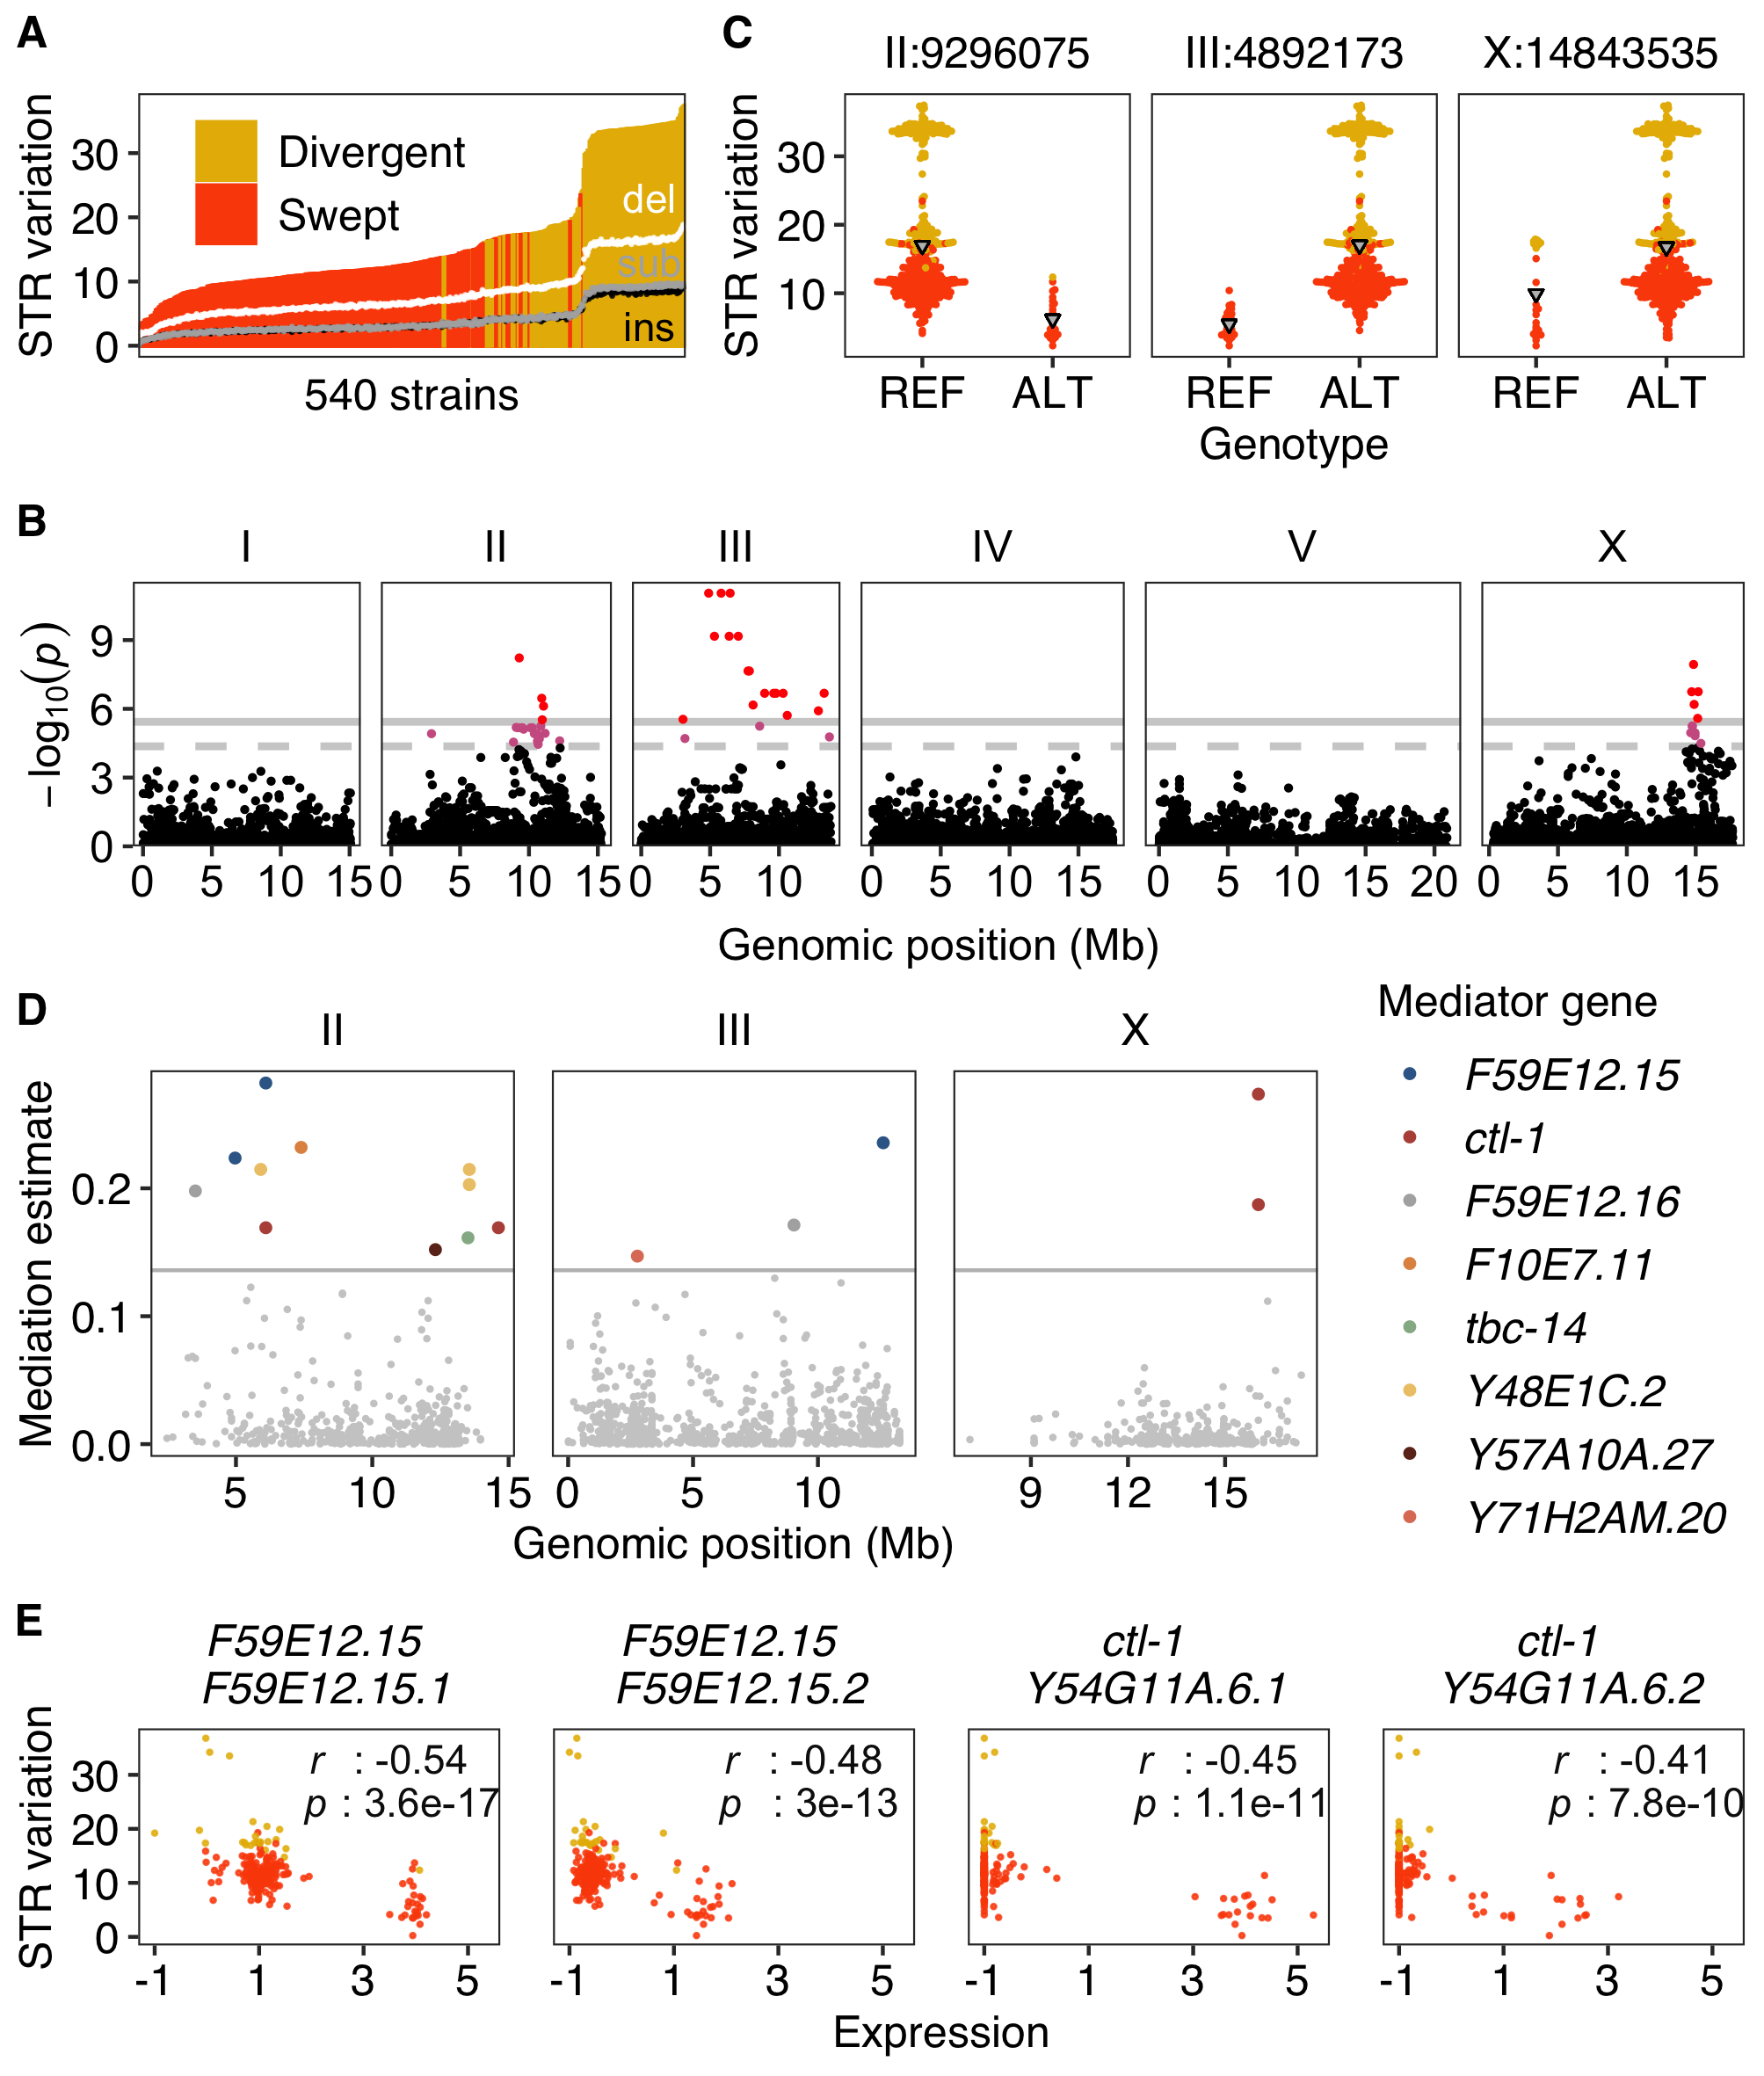 A
STR variation
30
20
10
0
Divergent
Swept
del
sub
ins
540 strains
C
II:9296075
III:4892173
X:14843535
STR variation
30
20
10
REF
ALT
REF
ALT
REF
ALT
Genotype
B
I
II
III
IV
V
X
−log10(p)
9
6
3
0
0 5 10 15
0 5 10 15
0 5 10
0 5 10 15
0 5 10 15 20
0 5 10 15
Genomic position (Mb)
D
II
III
X
Mediation estimate
0.2
0.1
0.0
5 10 15
0 5 10
9 12 15
Genomic position (Mb)
Mediator gene
F59E12.15
ctl-1
F59E12.16
F10E7.11
tbc-14
Y48E1C.2
Y57A10A.27
Y71H2AM.20
E
F59E12.15
F59E12.15.1
F59E12.15
F59E12.15.2
ctl-1
Y54G11A.6.1
ctl-1
Y54G11A.6.2
STR variation
30
20
10
0
r : -0.54
p : 3.6e-17
r : -0.48
p : 3e-13
r : -0.45
p : 1.1e-11
r : -0.41
p : 7.8e-10
-1 1 3 5
-1 1 3 5
-1 1 3 5
-1 1 3 5
Expression